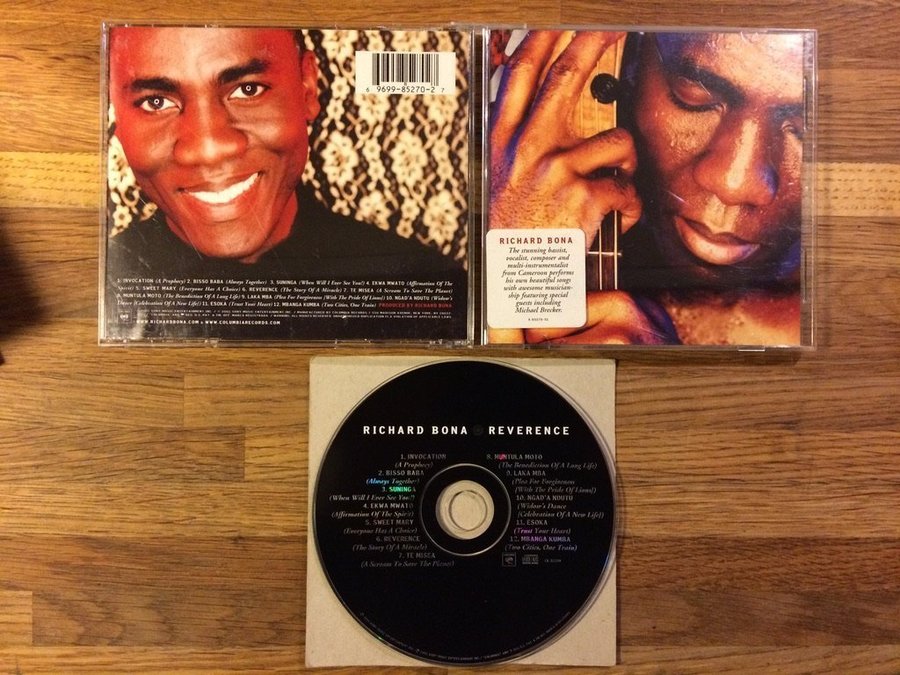 6 9699-85270-2 7
1. INVOCATION (A Prophecy) 2. BISSO BABA (Always Together) 3. SUNINGA (When Will I Ever See You?) 4. EKWA MWATO (Affirmation Of The
Spirit) 5. SWEET MARY (Everyone Has A Choice) 6. REVERENCE (The Story Of A Miracle) 7. TE MISEA (A Scream To Save The Planet)
8. MUNTULA MOTO (The Benediction Of A Long Life) 9. LAKA MBA (Plea For Forgiveness [With The Pride Of Lions]) 10. NGAD'A NDUTU (Widow's
Dance [Celebration Of A New Life]) 11. ESOKA (Trust Your Heart) 12. MBANGA KUMBA (Two Cities, One Train) PRODUCED BY RICHARD BONA
WWW.RICHARDBONA.COM • WWW.COLUMBIARECORDS.COM
RICHARD BONA
The stunning bassist,
vocalist, composer and
multi-instrumentalist
from Cameroon performs
his own beautiful songs
with awesome musician-
ship featuring special
guests including
Michael Brecker.
RICHARD BONA REVERENCE
1. INVOCATION
(A Prophecy)
2. BISSO BABA
(Always Together)
3. SUNINGA
(When Will I Ever See You?)
4. EKWA MWATO
(Affirmation Of The Spirit)
5. SWEET MARY
(Everyone Has A Choice)
6. REVERENCE
(The Story Of A Miracle)
7. TE MISEA
(A Scream To Save The Planet)
8. MUNTULA MOTO
(The Benediction Of A Long Life)
9. LAKA MBA
(Plea For Forgiveness
[With The Pride Of Lions])
10. NGAD'A NDUTU
(Widow's Dance
[Celebration Of A New Life])
11. ESOKA
(Trust Your Heart)
12. MBANGA KUMBA
(Two Cities, One Train)